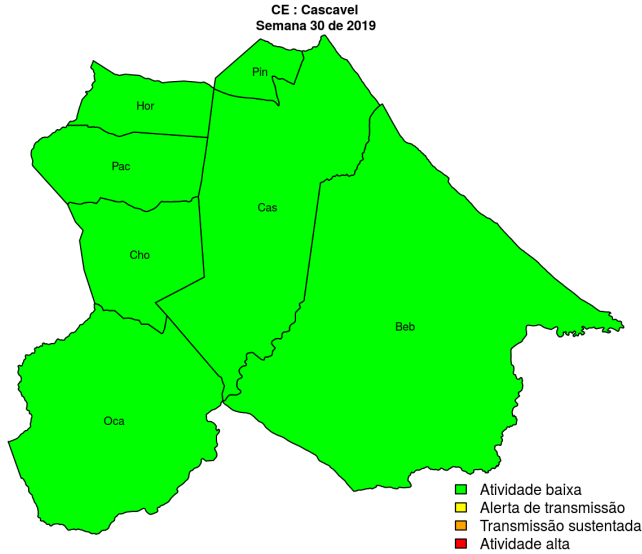 CE : Cascavel
Semana 30 de 2019
Pin
Hor
Pac
Cas
Cho
Beb
Oca
Atividade baixa
Alerta de transmissão
Transmissão sustentada
Atividade alta